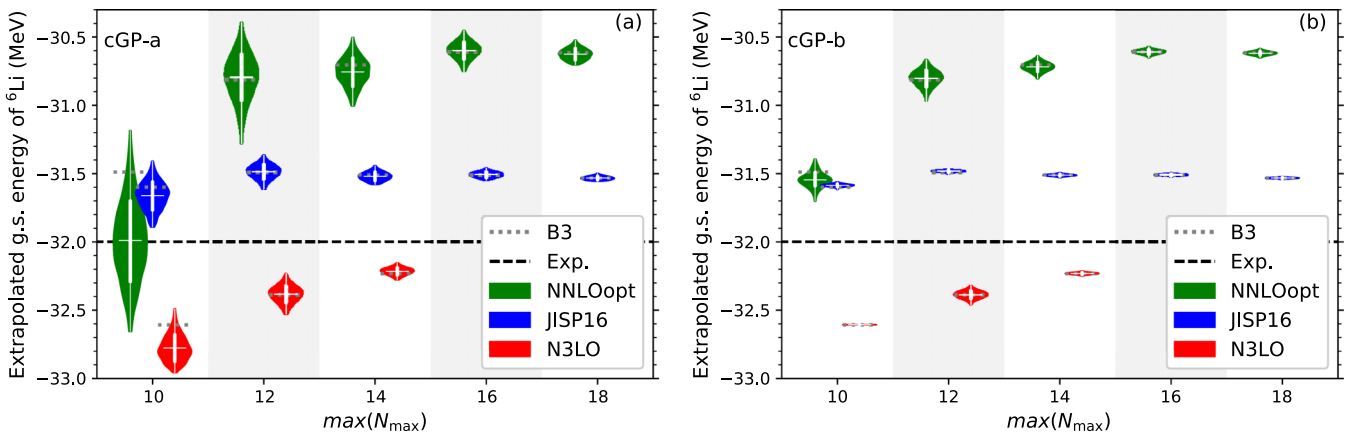 (a)
cGP-a
Extrapolated g.s. energy of ⁶Li (MeV)
−30.5
−31.0
−31.5
−32.0
−32.5
−33.0
10 12 14 16 18
max(N_max)
B3
Exp.
NNLOopt
JISP16
N3LO
(b)
cGP-b
Extrapolated g.s. energy of ⁶Li (MeV)
−30.5
−31.0
−31.5
−32.0
−32.5
−33.0
10 12 14 16 18
max(N_max)
B3
Exp.
NNLOopt
JISP16
N3LO